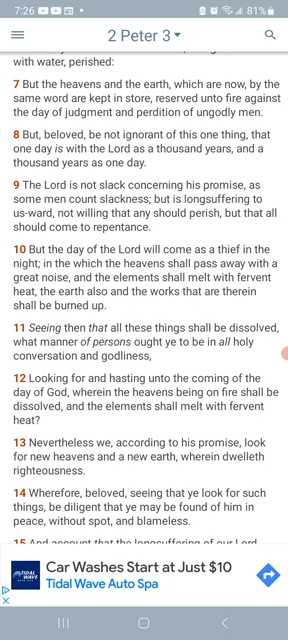 7:26 81%
2 Peter 3
with water, perished:
7 But the heavens and the earth, which are now, by
the same word are kept in store, reserved unto fire against
the day of judgment and perdition of ungodly men.
8 But, beloved, be not ignorant of this one thing, that
one day is with the Lord as a thousand years, and a
thousand years as one day.
9 The Lord is not slack concerning his promise, as
some men count slackness; but is longsuffering to
us-ward, not willing that any should perish, but that all
should come to repentance.
10 But the day of the Lord will come as a thief in the
night; in the which the heavens shall pass away with a
great noise, and the elements shall melt with fervent
heat, the earth also and the works that are therein
shall be burned up.
11 Seeing then that all these things shall be dissolved,
what manner of persons ought ye to be in all holy
conversation and godliness,
12 Looking for and hasting unto the coming of the
day of God, wherein the heavens being on fire shall be
dissolved, and the elements shall melt with fervent
heat?
13 Nevertheless we, according to his promise, look
for new heavens and a new earth, wherein dwelleth
righteousness.
14 Wherefore, beloved, seeing that ye look for such
things, be diligent that ye may be found of him in
peace, without spot, and blameless.
15 And account that the longsuffering of our Lord
Car Washes Start at Just $10
Tidal Wave Auto Spa
TIDAL
WAVE